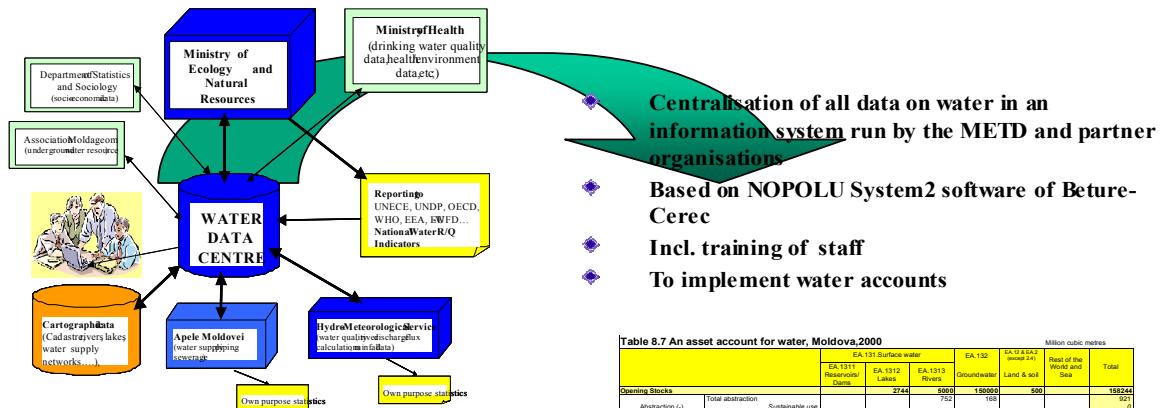 Ministry of
Ecology and
Natural
Resources
Ministry of Health
(drinking water quality
data, health environment
data, etc,)
Department of Statistics
and Sociology
(socio-economic data)
Association Moldageom
(underground water resource)
WATER
DATA
CENTRE
Reporting to
UNECE, UNDP, OECD,
WHO, EEA, EWFD…
National Water R/Q
Indicators
Cartographic data
(Cadastre, rivers, lakes,
water supply
networks….),
Apele Moldovei
(water supply, piping
sewerage)
Hydro-Meteorological Service
(water quality, river discharge, flux
calculation, rainfall data)
Own purpose statistics
Own purpose statistics
Centralisation of all data on water in an
information system run by the METD and partner
organisations
Based on NOPOLU System2 software of Beture-
Cerec
Incl. training of staff
To implement water accounts
Table 8.7 An asset account for water, Moldova,2000 Million cubic metres
EA.131.Surface water EA.132 EA.12 & EA.2 (except 2.4) Rest of the World and Sea Total
EA.1311 Reservoirs/ Dams EA.1312 Lakes EA.1313 Rivers Groundwater Land & soil
Opening Stocks 2744 5000 150000 500 158244
Total abstraction 752 168 921
Abstraction (-) Sustainable use 0